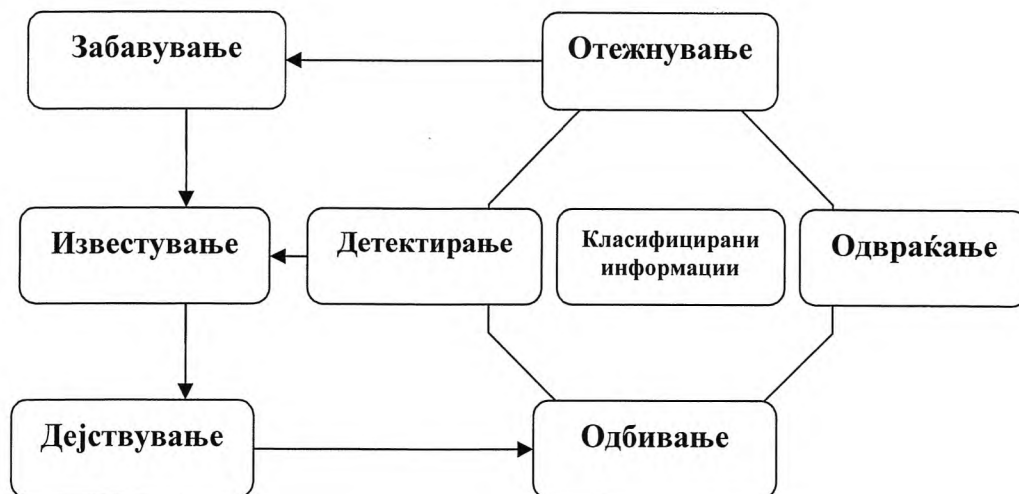 Забавување
Отежнување
Известување
Детектирање
Класифицирани
информации
Одвраќање
Дејствување
Одбивање